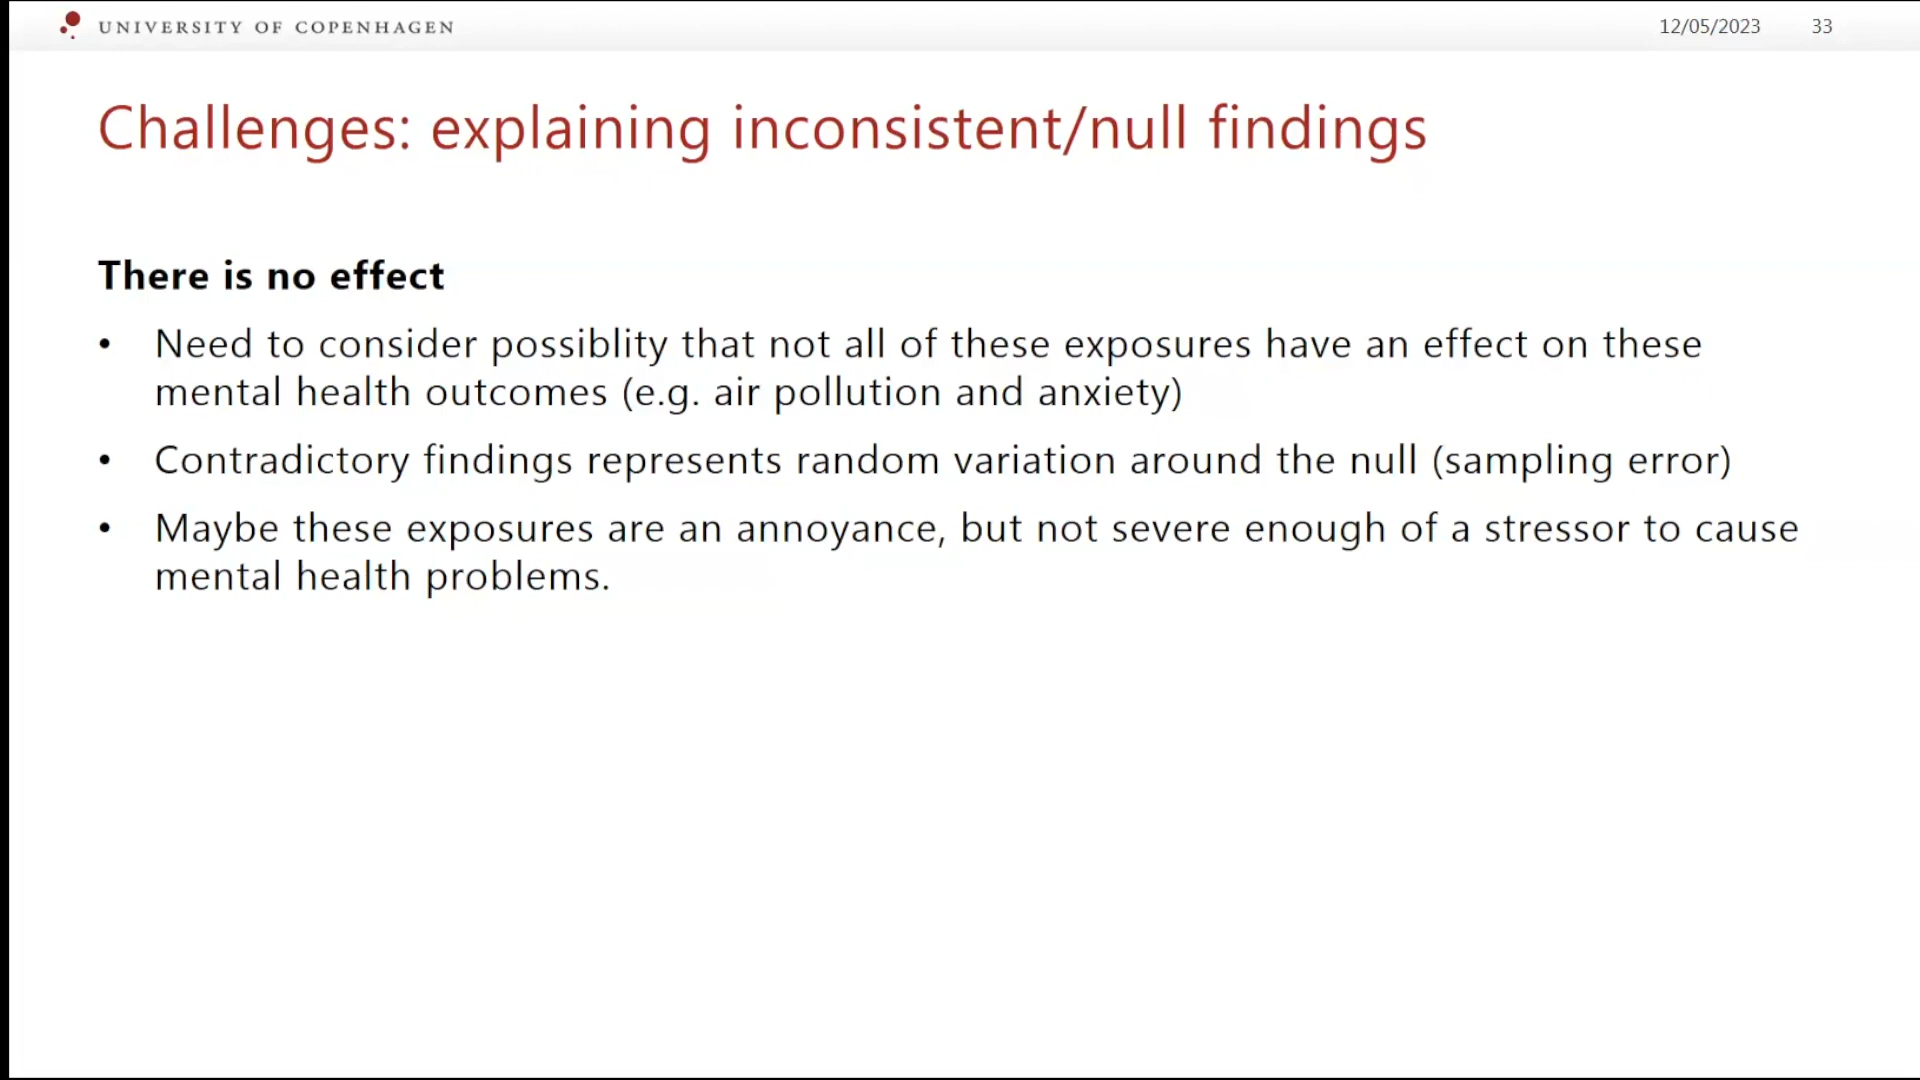 UNIVERSITY OF COPENHAGEN
12/05/2023 33
Challenges: explaining inconsistent/null findings
There is no effect
• Need to consider possiblity that not all of these exposures have an effect on these
mental health outcomes (e.g. air pollution and anxiety)
• Contradictory findings represents random variation around the null (sampling error)
• Maybe these exposures are an annoyance, but not severe enough of a stressor to cause
mental health problems.